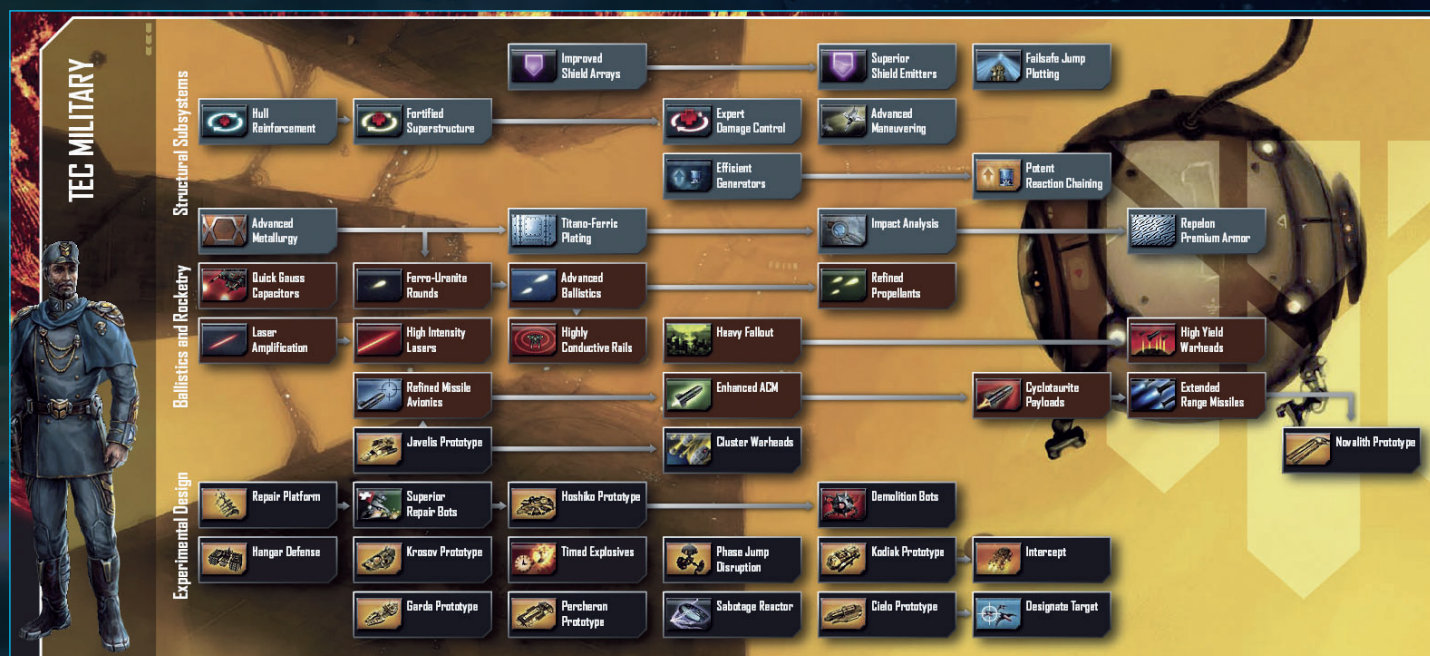 TEC MILITARY
Structural Subsystems
Improved
Shield Arrays
Superior
Shield Emitters
Failsafe Jump
Plotting
Hull
Reinforcement
Fortified
Superstructure
Expert
Damage Control
Advanced
Maneuvering
Efficient
Generators
Potent
Reaction Chaining
Advanced
Metallurgy
Titano-Ferric
Plating
Impact Analysis
Repelon
Premium Armor
Ballistics and Rocketry
Quick Gauss
Capacitors
Ferro-Uranite
Rounds
Advanced
Ballistics
Refined
Propellants
Laser
Amplification
High Intensity
Lasers
Highly
Conductive Rails
Heavy Fallout
High Yield
Warheads
Refined Missile
Avionics
Enhanced ACM
Cyclotaurite
Payloads
Extended
Range Missiles
Javelis Prototype
Cluster Warheads
Novalith Prototype
Experimental Design
Repair Platform
Superior
Repair Bots
Hoshiko Prototype
Demolition Bots
Hangar Defense
Krosov Prototype
Timed Explosives
Phase Jump
Disruption
Kodiak Prototype
Intercept
Garda Prototype
Percheron
Prototype
Sabotage Reactor
Cielo Prototype
Designate Target